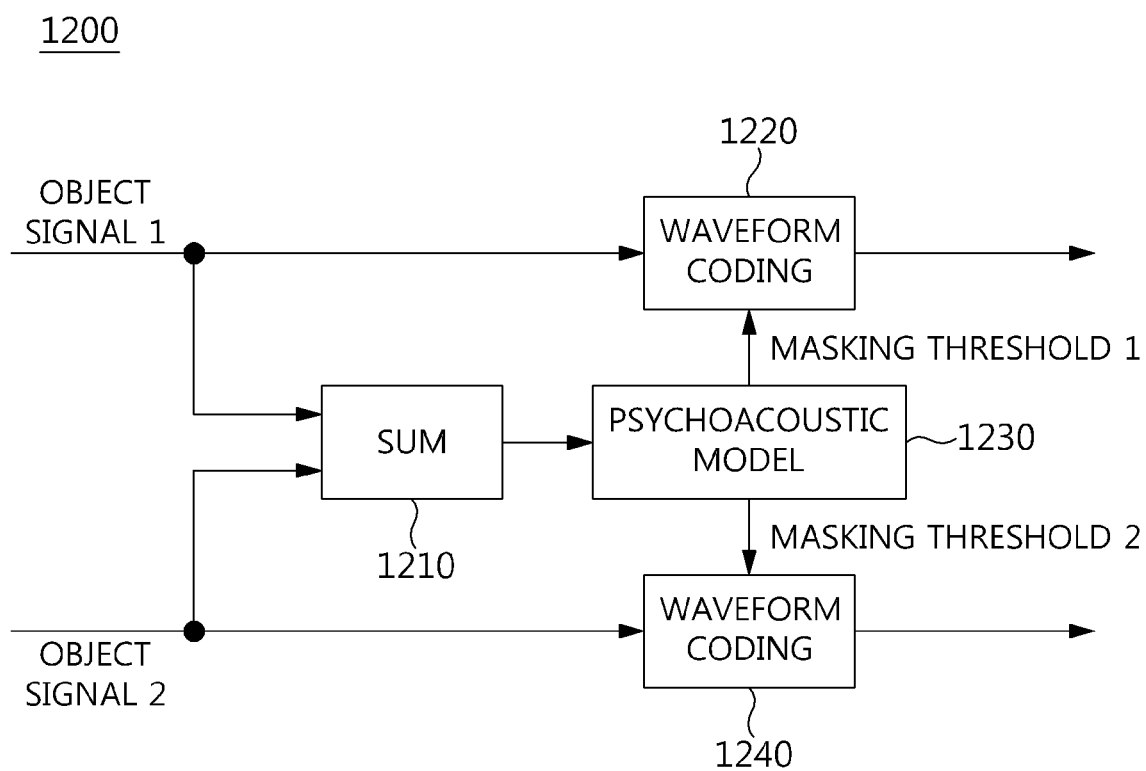 1200
1220
OBJECT
SIGNAL 1
WAVEFORM
CODING
MASKING THRESHOLD 1
SUM
PSYCHOACOUSTIC
MODEL
1230
1210
MASKING THRESHOLD 2
OBJECT
SIGNAL 2
WAVEFORM
CODING
1240